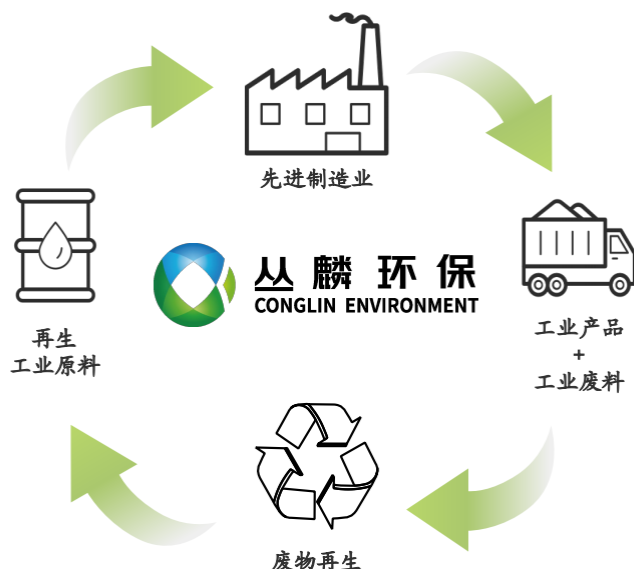 先进制造业
丛麟环保
CONGLIN ENVIRONMENT
再生
工业原料
工业产品
+
工业废料
废物再生